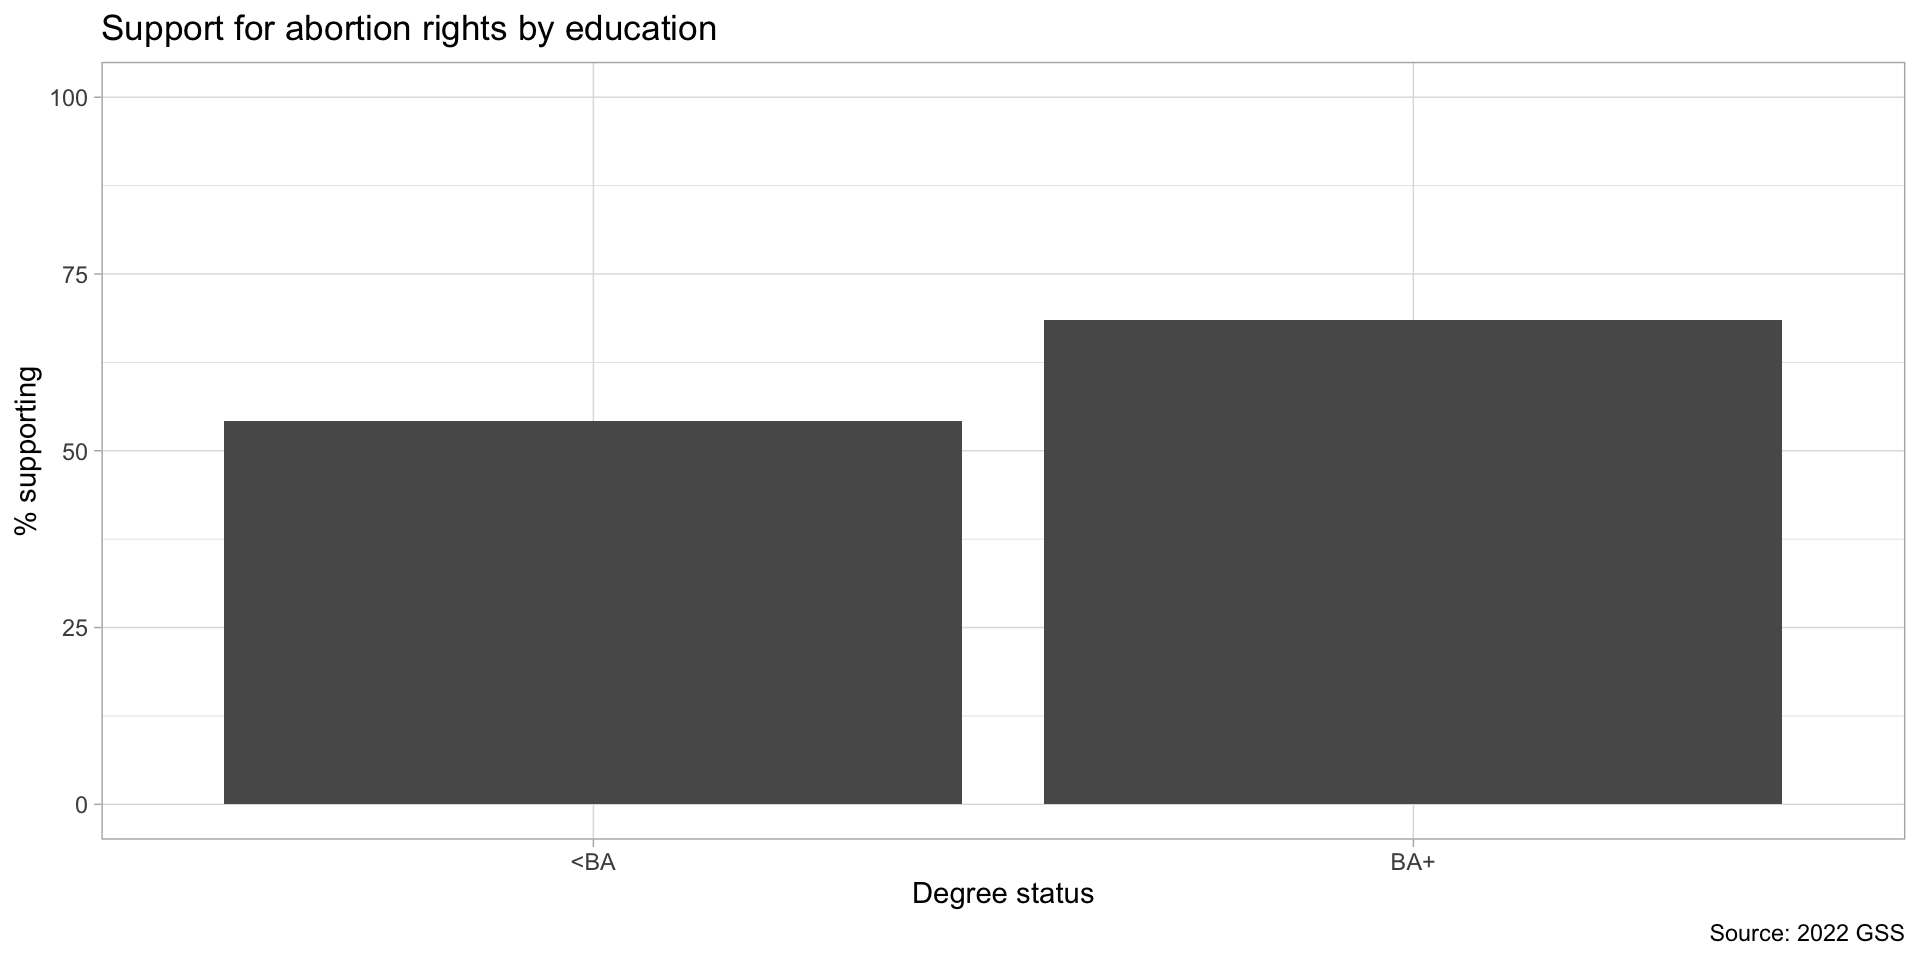 Support for abortion rights by education
% supporting
100
75
50
25
0
<BA
BA+
Degree status
Source: 2022 GSS